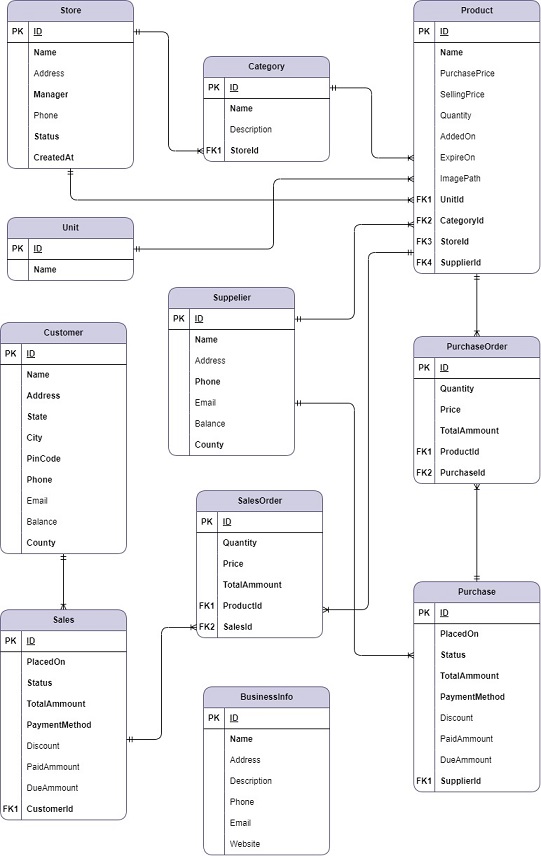 Store
PK ID
Name
Address
Manager
Phone
Status
CreatedAt
Category
PK ID
Name
Description
FK1 StoreId
Product
PK ID
Name
PurchasePrice
SellingPrice
Quantity
AddedOn
ExpireOn
ImagePath
FK1 UnitId
FK2 CategoryId
FK3 StoreId
FK4 SupplierId
Unit
PK ID
Name
Suppelier
PK ID
Name
Address
Phone
Email
Balance
County
Customer
PK ID
Name
Address
State
City
PinCode
Phone
Email
Balance
County
PurchaseOrder
PK ID
Quantity
Price
TotalAmmount
FK1 ProductId
FK2 PurchaseId
SalesOrder
PK ID
Quantity
Price
TotalAmmount
FK1 ProductId
FK2 SalesId
Sales
PK ID
PlacedOn
Status
TotalAmmount
PaymentMethod
Discount
PaidAmmount
DueAmmount
FK1 CustomerId
Purchase
PK ID
PlacedOn
Status
TotalAmmount
PaymentMethod
Discount
PaidAmmount
DueAmmount
FK1 SupplierId
BusinessInfo
PK ID
Name
Address
Description
Phone
Email
Website